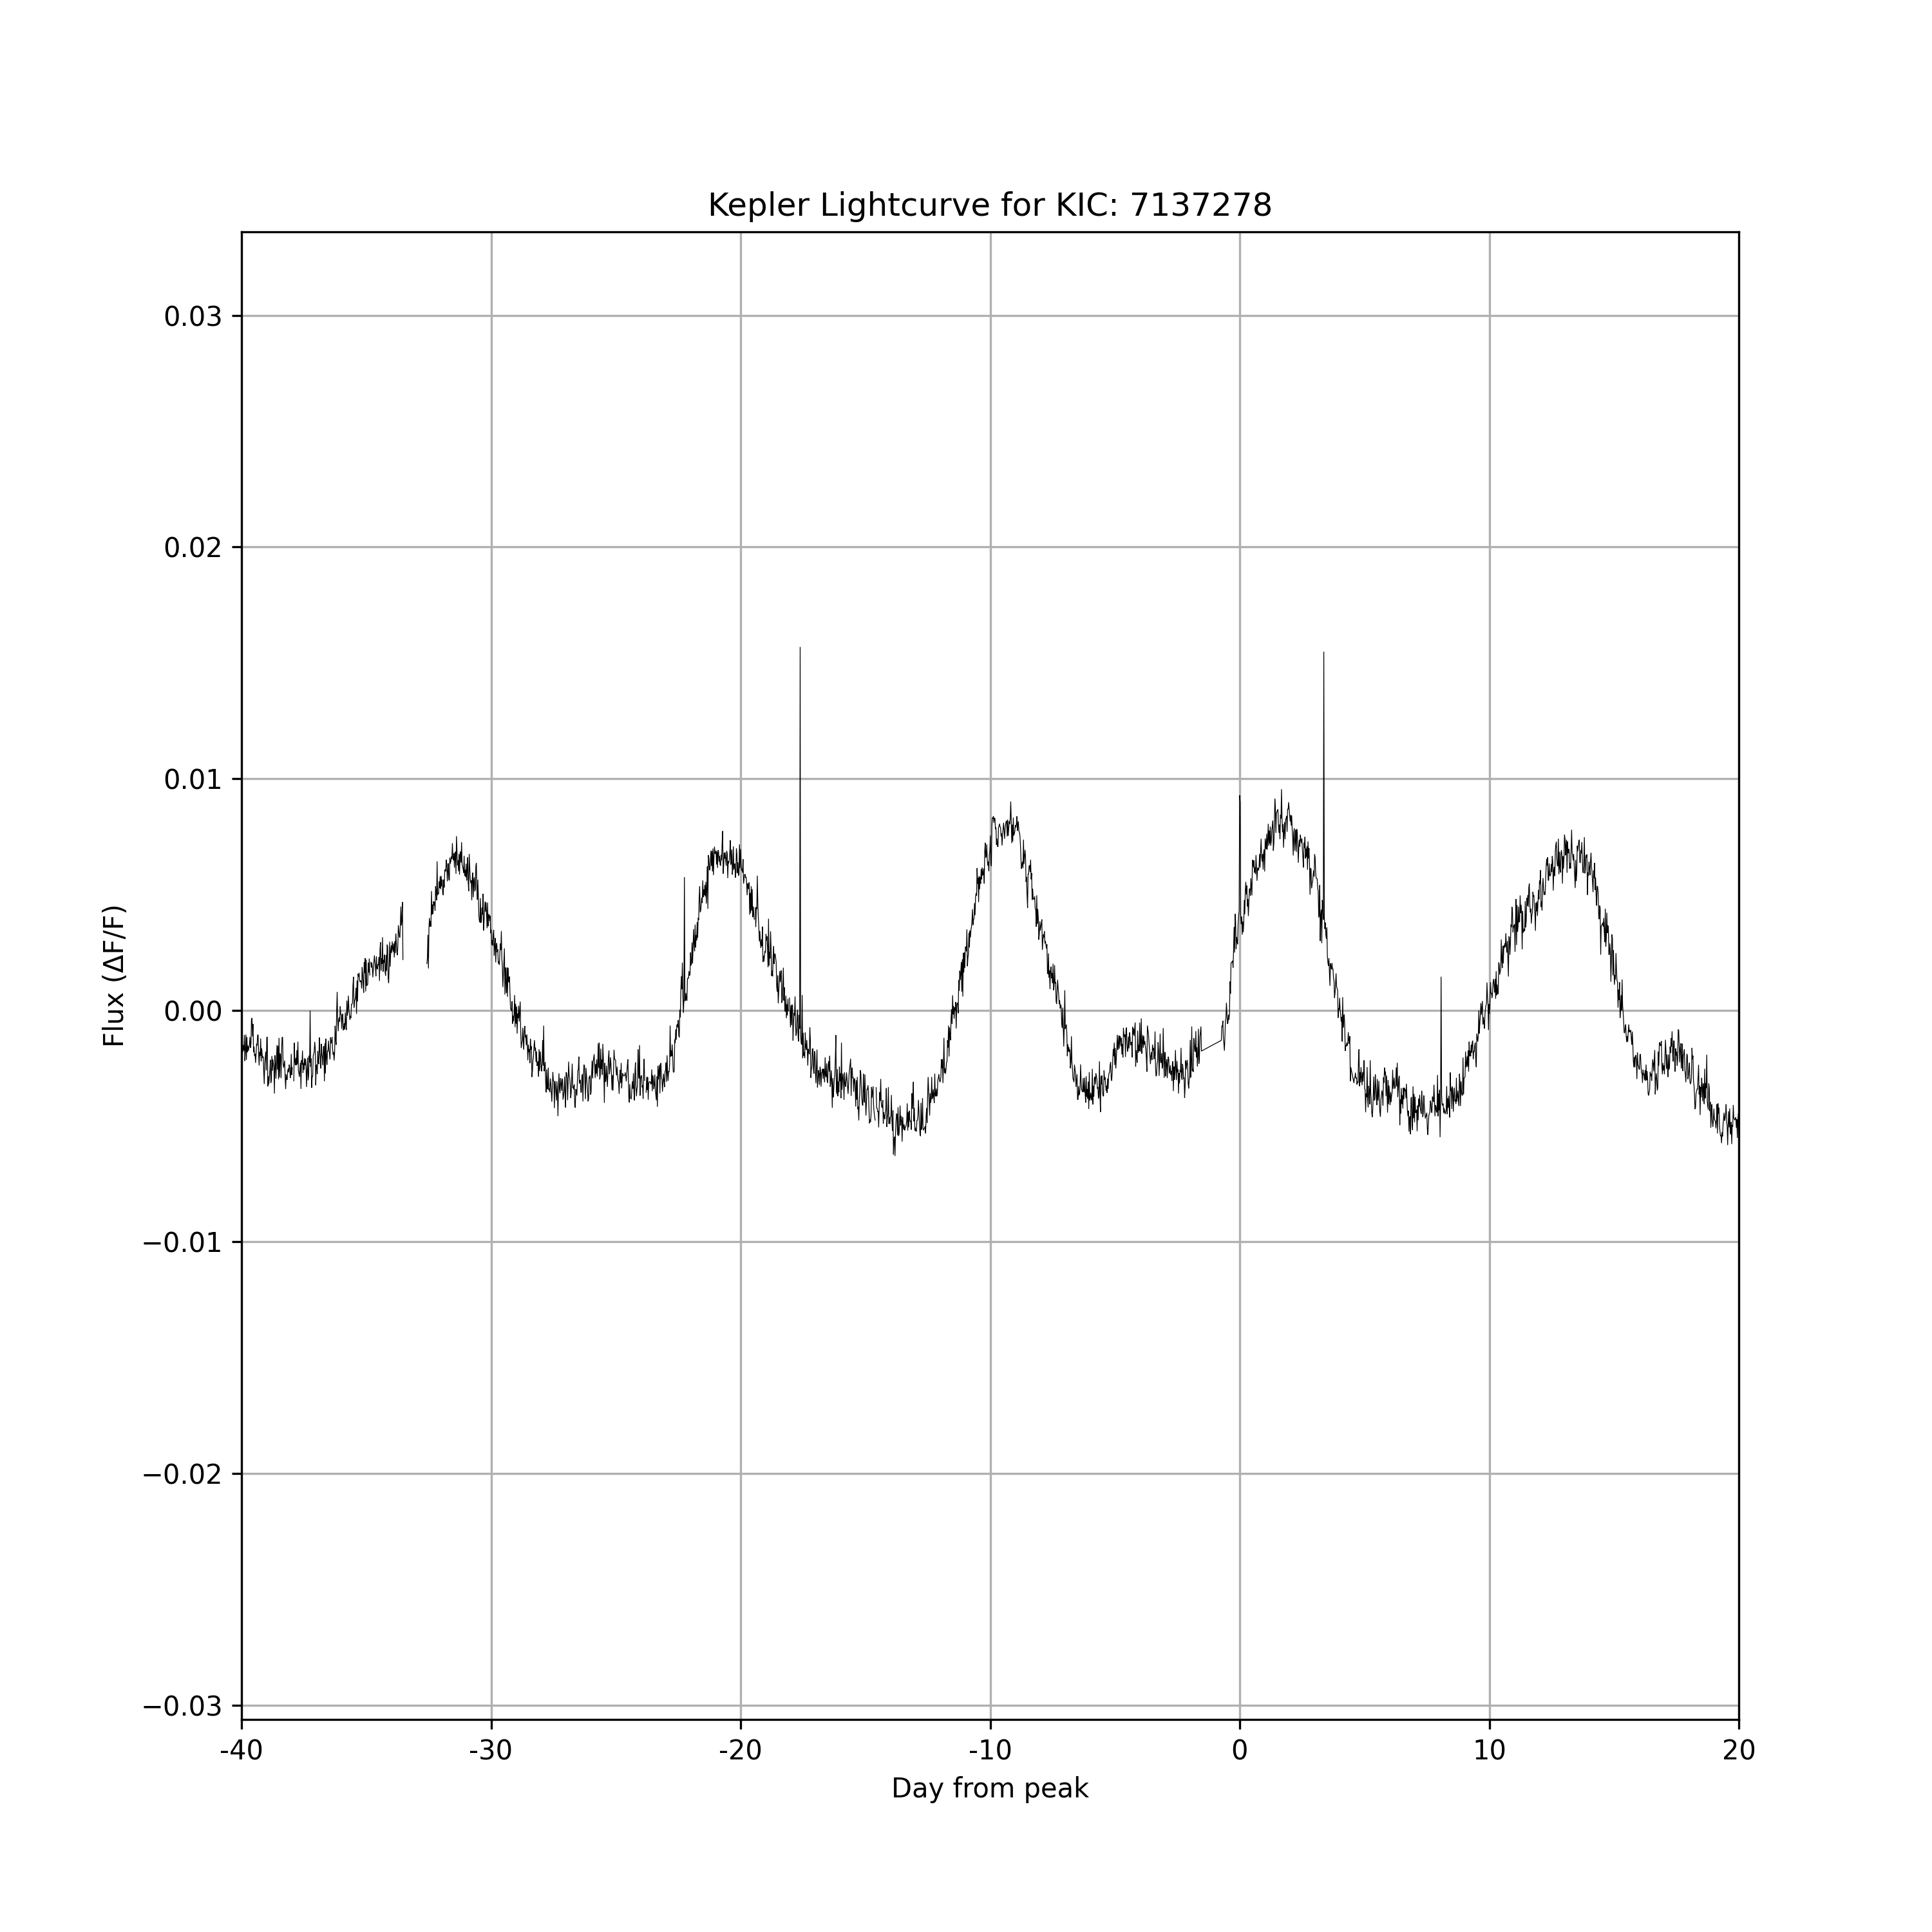 Kepler Lightcurve for KIC: 7137278
0.03
0.02
0.01
0.00
−0.01
−0.02
−0.03
Flux (ΔF/F)
-40 -30 -20 -10 0 10 20
Day from peak